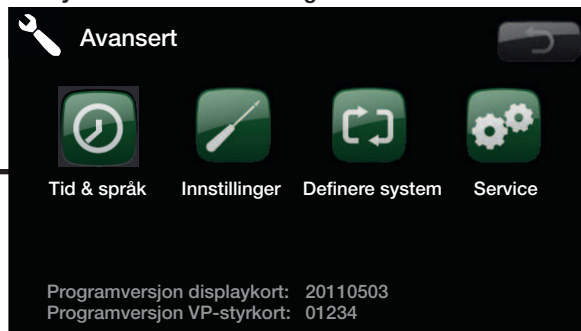 Avansert
Tid & språk Innstillinger Definere system Service
Programversjon displaykort: 20110503
Programversjon VP-styrkort: 01234